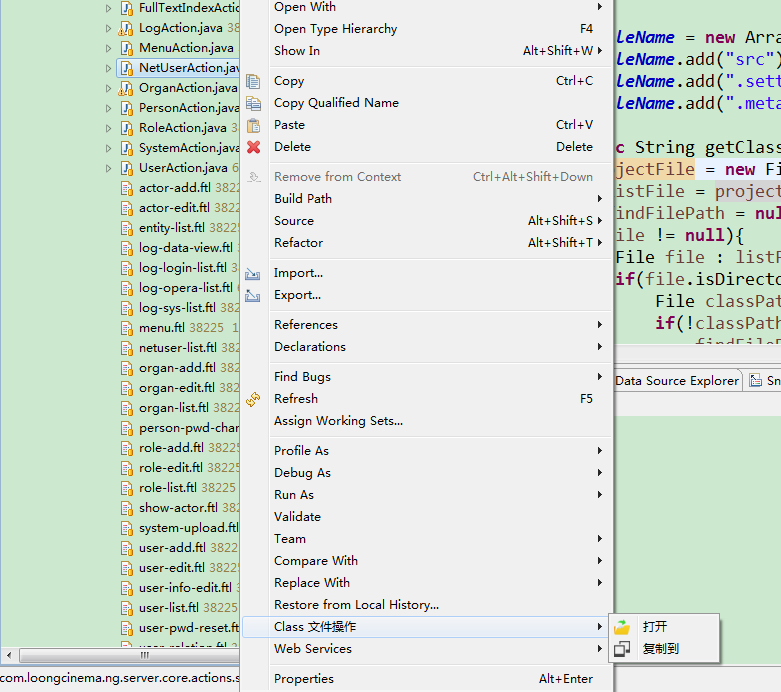 FullTextIndexActio
LogAction.java 38
MenuAction.java
NetUserAction.jav
OrganAction.java
PersonAction.java
RoleAction.java 3
SystemAction.java
UserAction.java 6
actor-add.ftl 3822
actor-edit.ftl 3822
entity-list.ftl 38225
log-data-view.ftl
log-login-list.ftl 3
log-opera-list.ftl
log-sys-list.ftl 382
menu.ftl 38225 1
netuser-list.ftl 382
organ-add.ftl 382
organ-edit.ftl 382
organ-list.ftl 3822
person-pwd-char
role-add.ftl 38225
role-edit.ftl 38225
role-list.ftl 38225
show-actor.ftl 382
system-upload.ftl
user-add.ftl 3822
user-edit.ftl 3822
user-info-edit.ftl
user-list.ftl 38225
user-pwd-reset.ft
user-relation.ftl
com.loongcinema.ng.server.core.actions.s
Open With
Open Type Hierarchy F4
Show In Alt+Shift+W
Copy Ctrl+C
Copy Qualified Name
Paste Ctrl+V
Delete Delete
Remove from Context Ctrl+Alt+Shift+Down
Build Path
Source Alt+Shift+S
Refactor Alt+Shift+T
Import...
Export...
References
Declarations
Find Bugs
Refresh F5
Assign Working Sets...
Profile As
Debug As
Run As
Validate
Team
Compare With
Replace With
Restore from Local History...
Class 文件操作
Web Services
Properties Alt+Enter
打开
复制到
leName = new Arra
leName.add("src")
leName.add(".sett
leName.add(".meta
c String getClass
jectFile = new Fi
istFile = project
indFilePath = nul
ile != null){
File file : listF
if(file.isDirecto
File classPat
if(!classPath
findFileP
Data Source Explorer
Sn